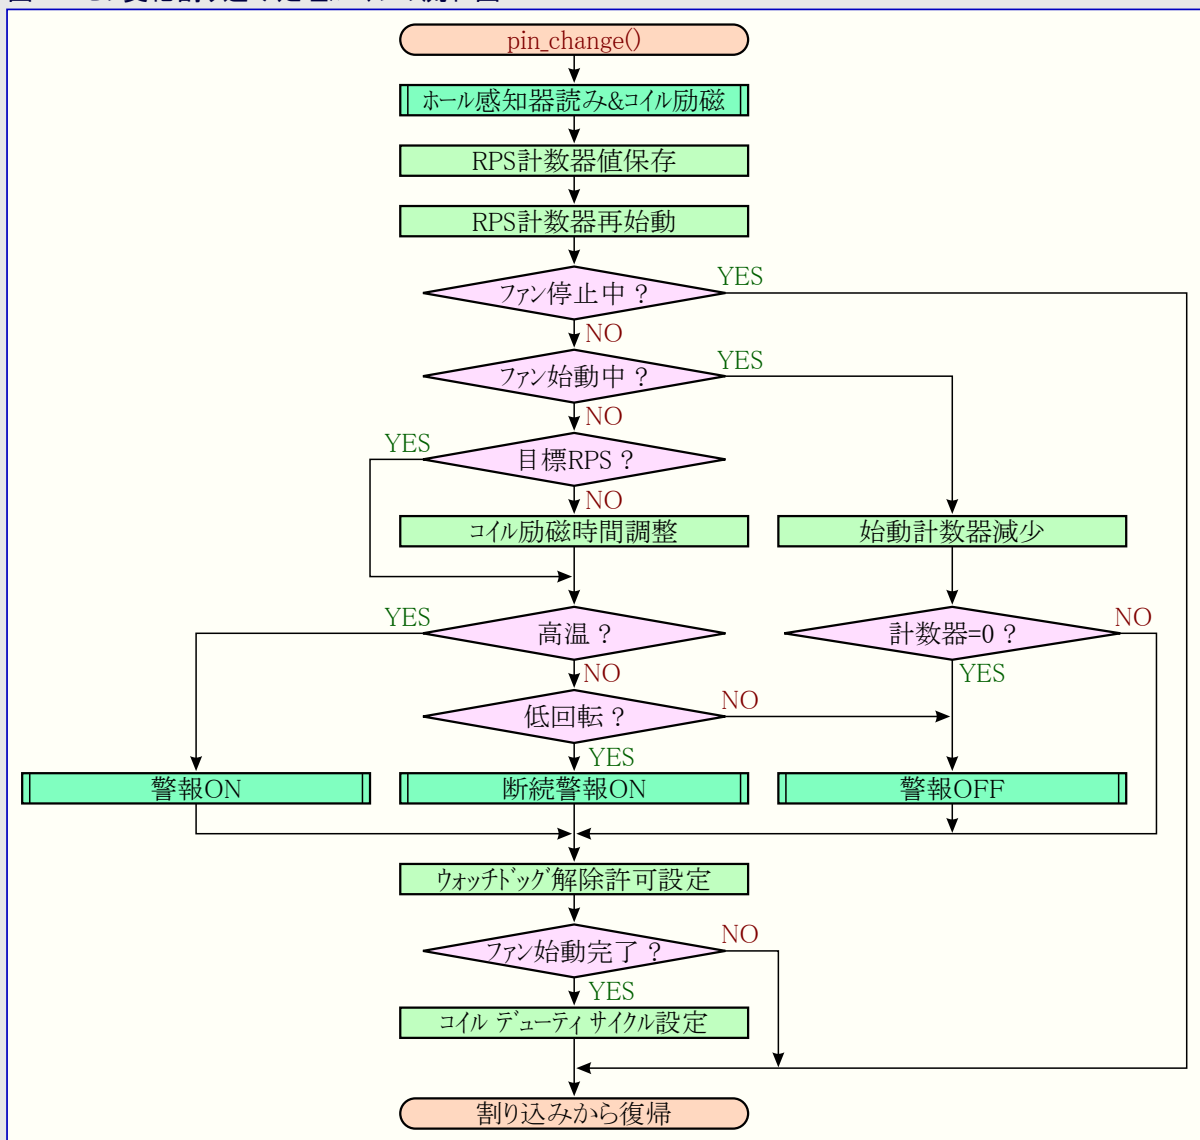 pin_change()
ホール感知器読み&コイル励磁
RPS計数器値保存
RPS計数器再始動
ファン停止中？
YES
NO
ファン始動中？
YES
NO
目標RPS？
YES
NO
コイル励磁時間調整
始動計数器減少
高温？
YES
NO
計数器=0？
NO
YES
低回転？
NO
YES
警報ON
断続警報ON
警報OFF
ウォッチドッグ解除許可設定
ファン始動完了？
NO
YES
コイル デューティ サイクル設定
割り込みから復帰